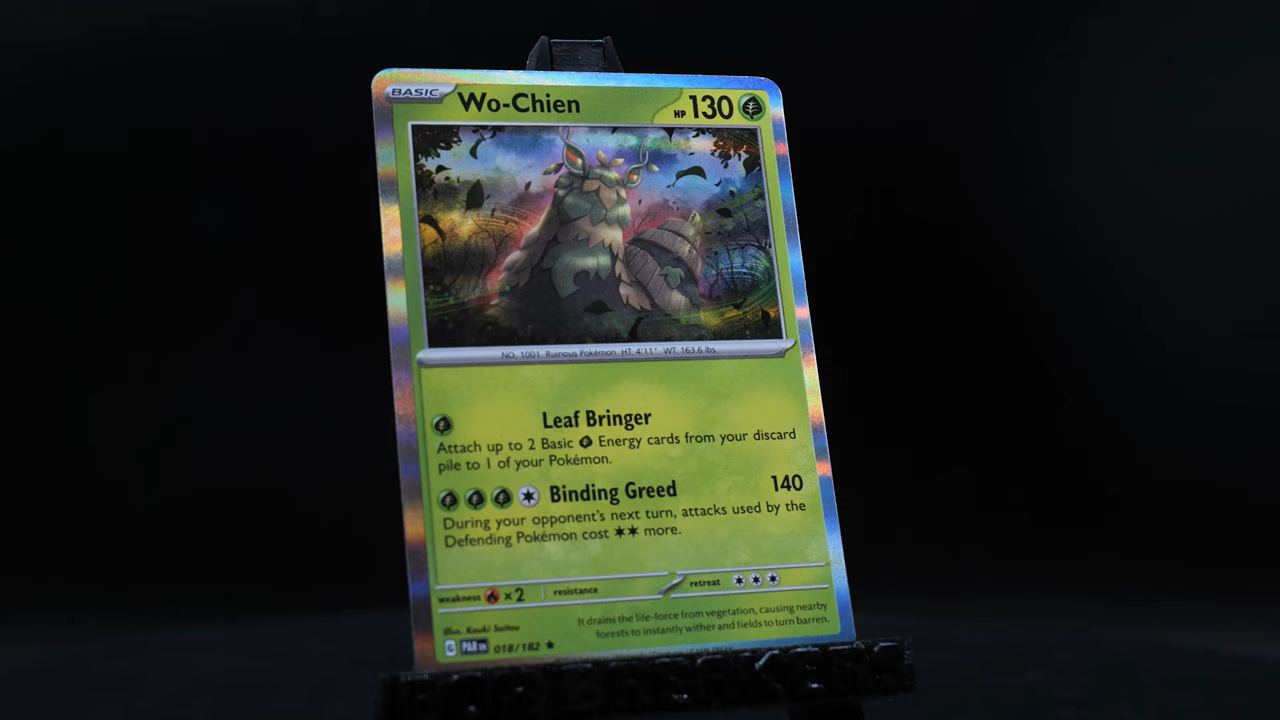 BASIC Wo-Chien HP 130
NO. 1001 Ruinous Pokémon HT: 4'11" WT: 163.6 lbs
Leaf Bringer
Attach up to 2 Basic Energy cards from your discard
pile to 1 of your Pokémon.
Binding Greed 140
During your opponent's next turn, attacks used by the
Defending Pokémon cost more.
weakness ×2 resistance retreat
Illus. Kouki Saitou
It drains the life-force from vegetation, causing nearby
forests to instantly wither and fields to turn barren.
G PAR EN 018/182